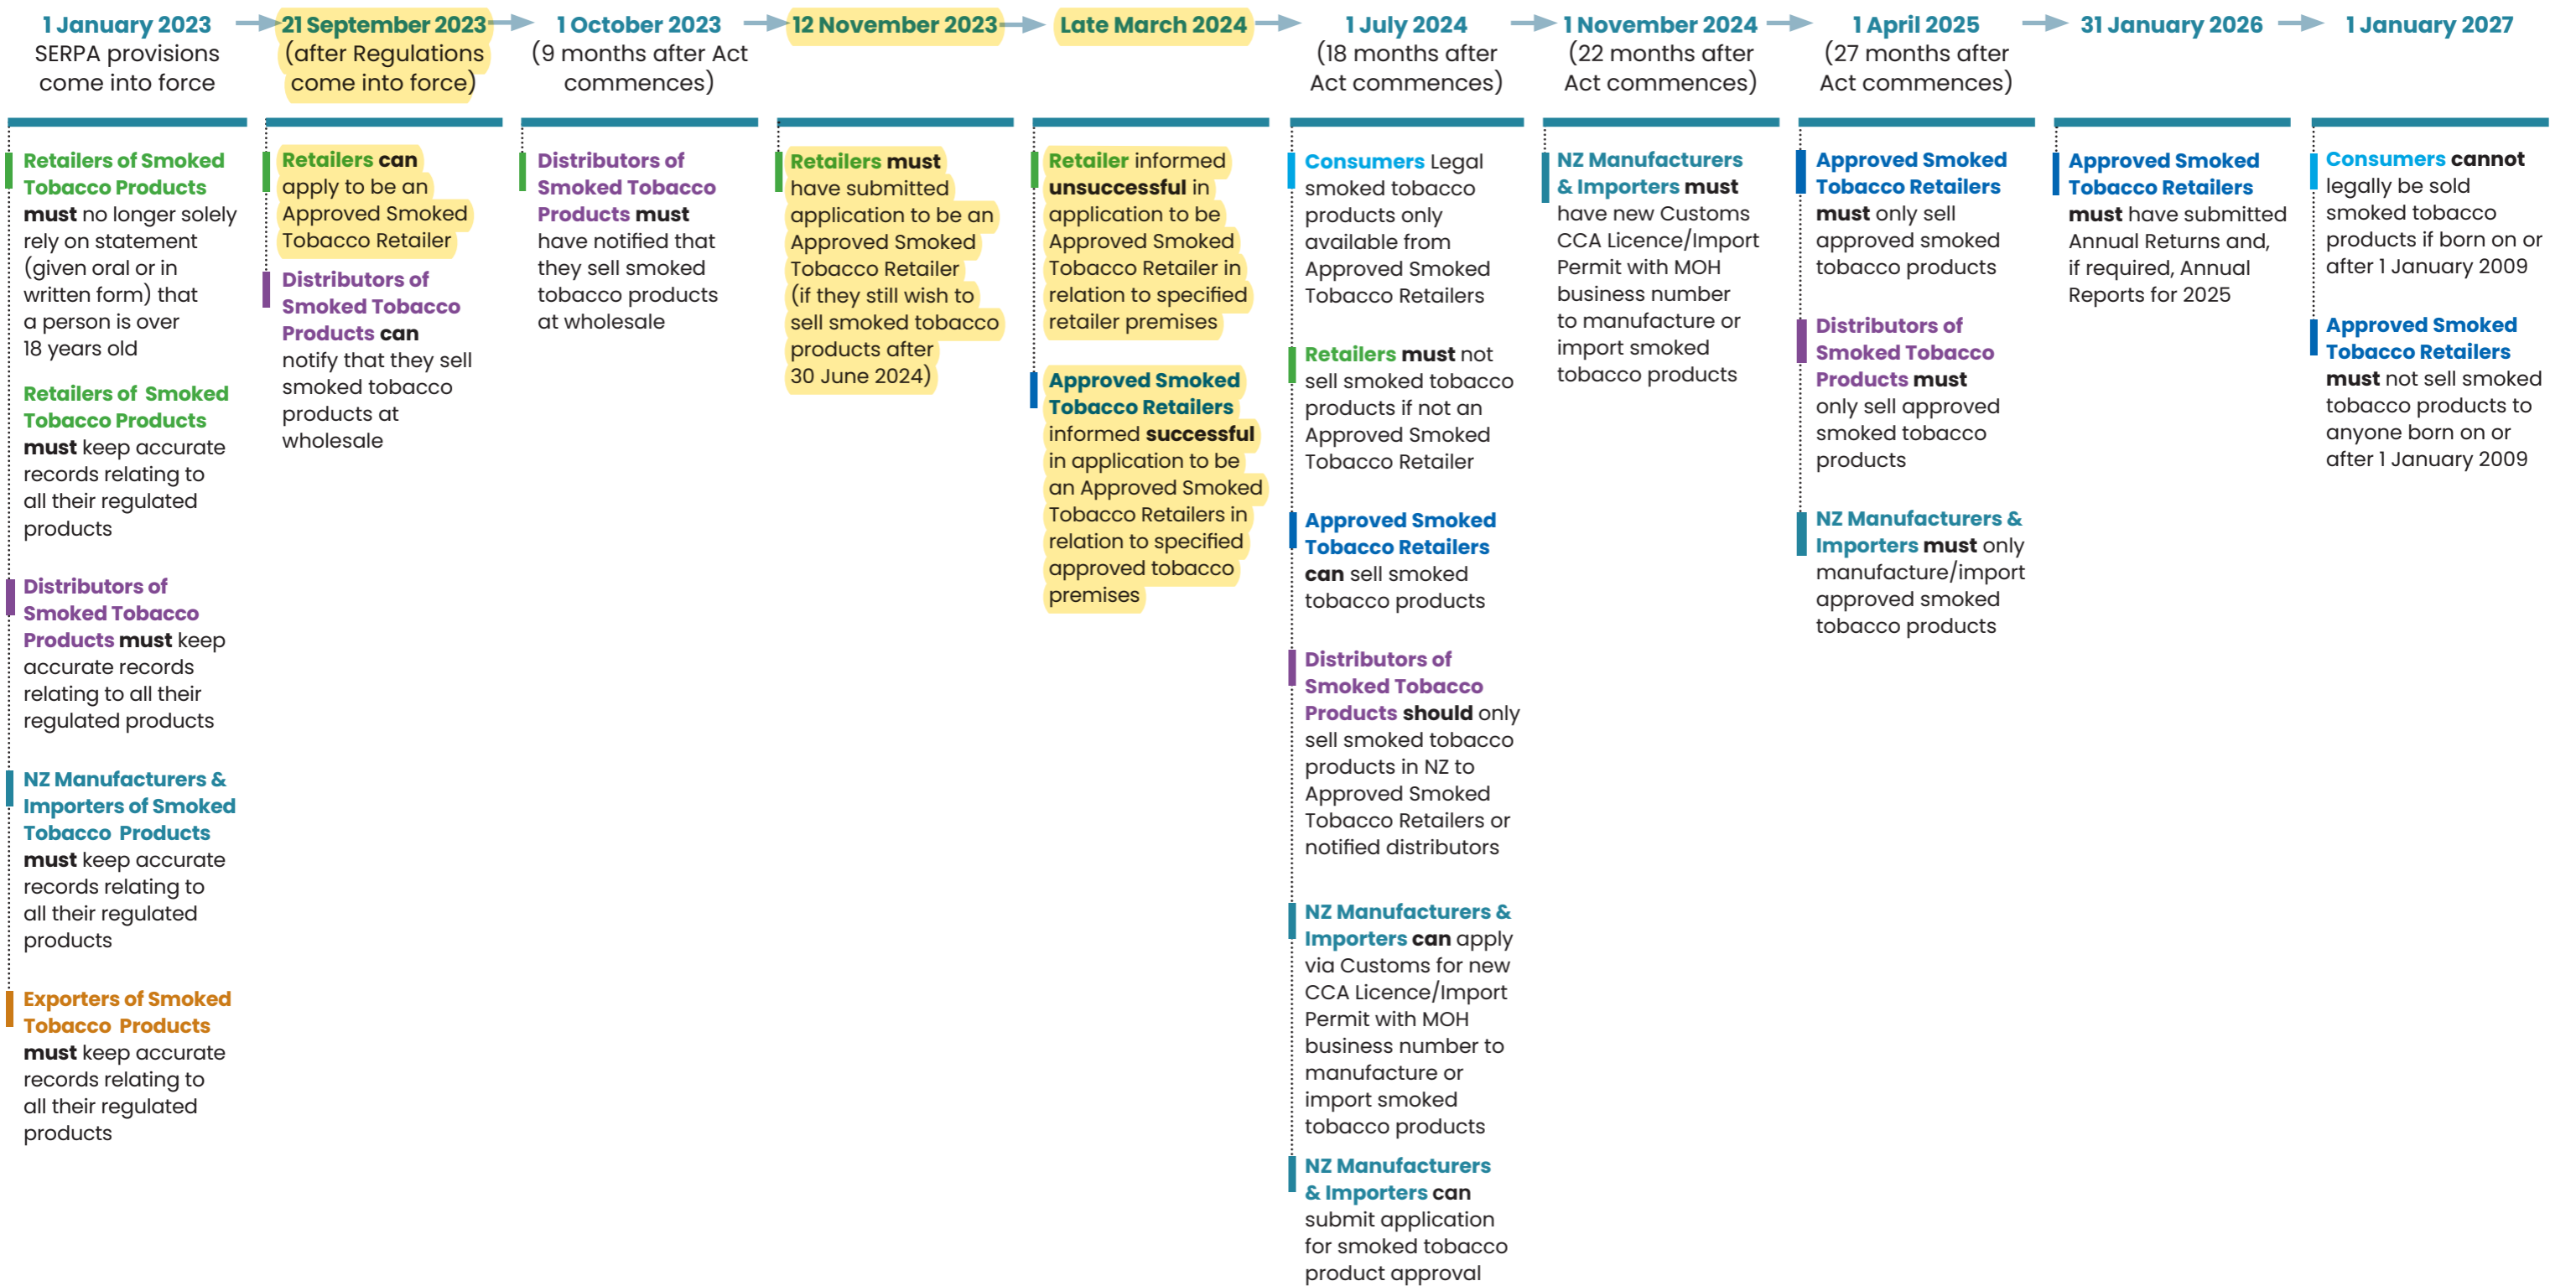 1 January 2023
SERPA provisions
come into force
Retailers of Smoked
Tobacco Products
must no longer solely
rely on statement
(given oral or in
written form) that
a person is over
18 years old
Retailers of Smoked
Tobacco Products
must keep accurate
records relating to
all their regulated
products
Distributors of
Smoked Tobacco
Products must keep
accurate records
relating to all their
regulated products
NZ Manufacturers &
Importers of Smoked
Tobacco Products
must keep accurate
records relating to
all their regulated
products
Exporters of Smoked
Tobacco Products
must keep accurate
records relating to
all their regulated
products
21 September 2023
(after Regulations
come into force)
Retailers can
apply to be an
Approved Smoked
Tobacco Retailer
Distributors of
Smoked Tobacco
Products can
notify that they sell
smoked tobacco
products at
wholesale
1 October 2023
(9 months after Act
commences)
Distributors of
Smoked Tobacco
Products must
have notified that
they sell smoked
tobacco products
at wholesale
12 November 2023
Retailers must
have submitted
application to be an
Approved Smoked
Tobacco Retailer
(if they still wish to
sell smoked tobacco
products after
30 June 2024)
Late March 2024
Retailer informed
unsuccessful in
application to be
Approved Smoked
Tobacco Retailer in
relation to specified
retailer premises
Approved Smoked
Tobacco Retailers
informed successful
in application to be
an Approved Smoked
Tobacco Retailers in
relation to specified
approved tobacco
premises
1 July 2024
(18 months after
Act commences)
Consumers Legal
smoked tobacco
products only
available from
Approved Smoked
Tobacco Retailers
Retailers must not
sell smoked tobacco
products if not an
Approved Smoked
Tobacco Retailer
Approved Smoked
Tobacco Retailers
can sell smoked
tobacco products
Distributors of
Smoked Tobacco
Products should only
sell smoked tobacco
products in NZ to
Approved Smoked
Tobacco Retailers or
notified distributors
NZ Manufacturers &
Importers can apply
via Customs for new
CCA Licence/Import
Permit with MOH
business number to
manufacture or
import smoked
tobacco products
NZ Manufacturers
& Importers can
submit application
for smoked tobacco
product approval
1 November 2024
(22 months after
Act commences)
NZ Manufacturers
& Importers must
have new Customs
CCA Licence/Import
Permit with MOH
business number
to manufacture or
import smoked
tobacco products
1 April 2025
(27 months after
Act commences)
Approved Smoked
Tobacco Retailers
must only sell
approved smoked
tobacco products
Distributors of
Smoked Tobacco
Products must
only sell approved
smoked tobacco
products
NZ Manufacturers &
Importers must only
manufacture/import
approved smoked
tobacco products
31 January 2026
Approved Smoked
Tobacco Retailers
must have submitted
Annual Returns and,
if required, Annual
Reports for 2025
1 January 2027
Consumers cannot
legally be sold
smoked tobacco
products if born on or
after 1 January 2009
Approved Smoked
Tobacco Retailers
must not sell smoked
tobacco products to
anyone born on or
after 1 January 2009